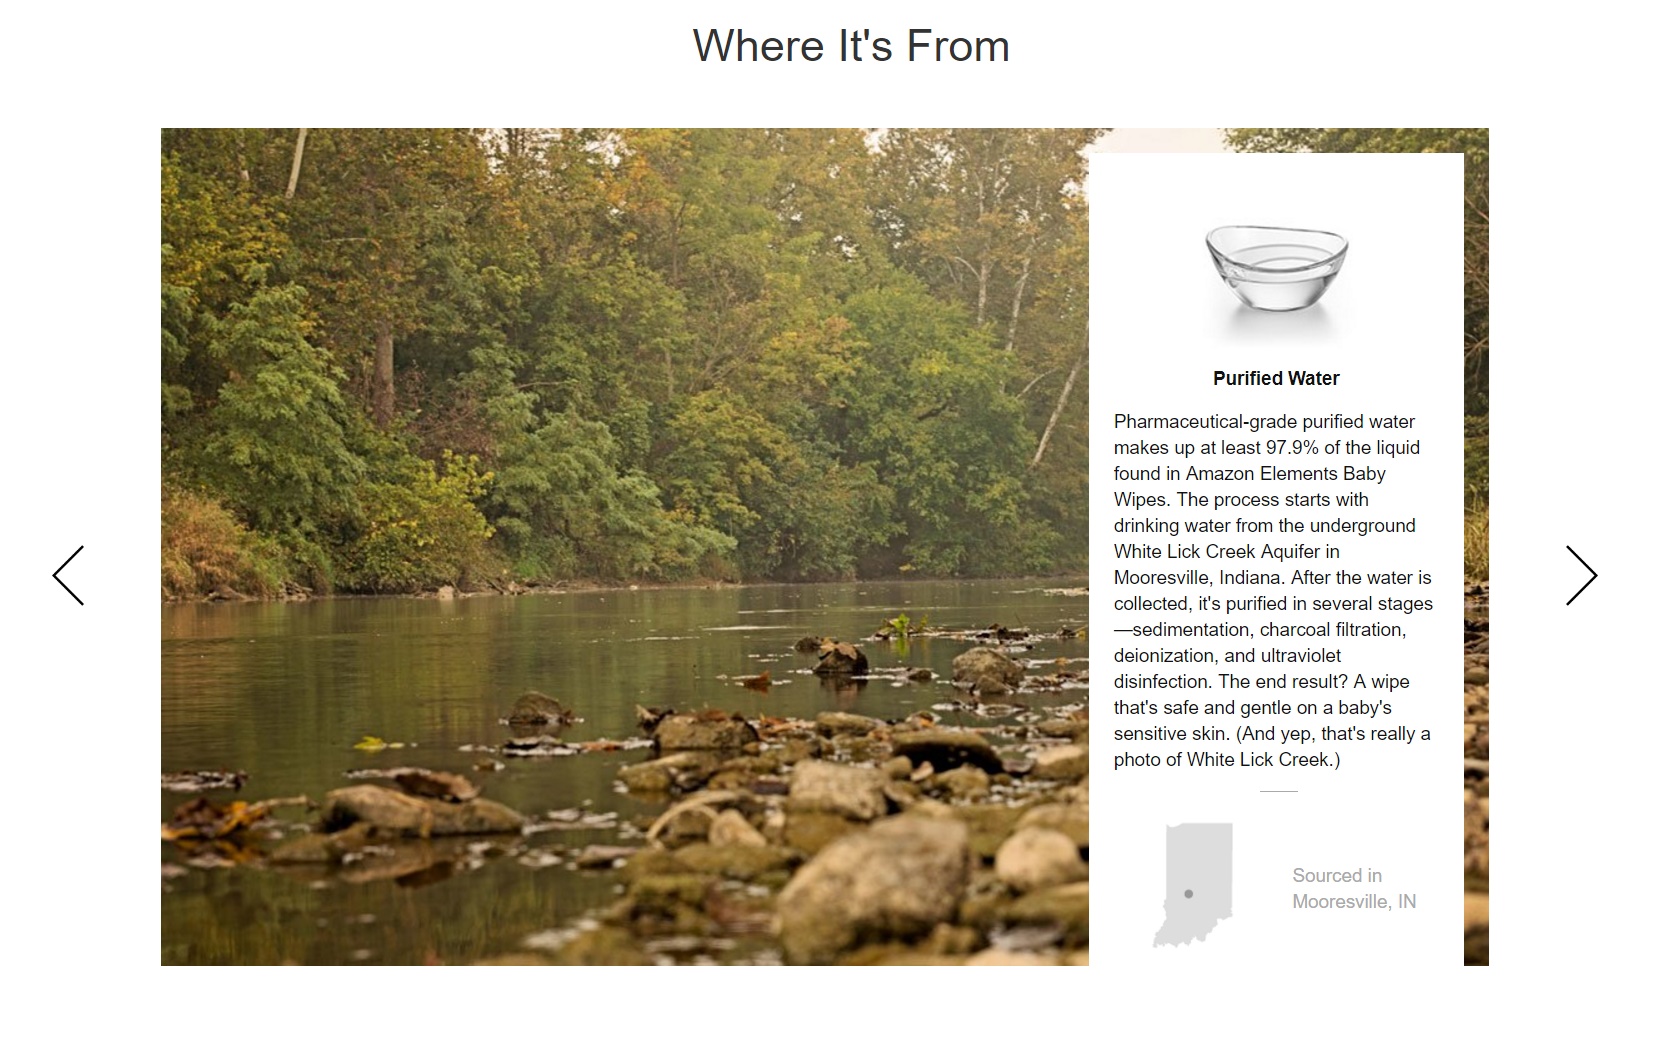 Where It's From
Purified Water
Pharmaceutical-grade purified water
makes up at least 97.9% of the liquid
found in Amazon Elements Baby
Wipes. The process starts with
drinking water from the underground
White Lick Creek Aquifer in
Mooresville, Indiana. After the water is
collected, it's purified in several stages
—sedimentation, charcoal filtration,
deionization, and ultraviolet
disinfection. The end result? A wipe
that's safe and gentle on a baby's
sensitive skin. (And yep, that's really a
photo of White Lick Creek.)
Sourced in
Mooresville, IN